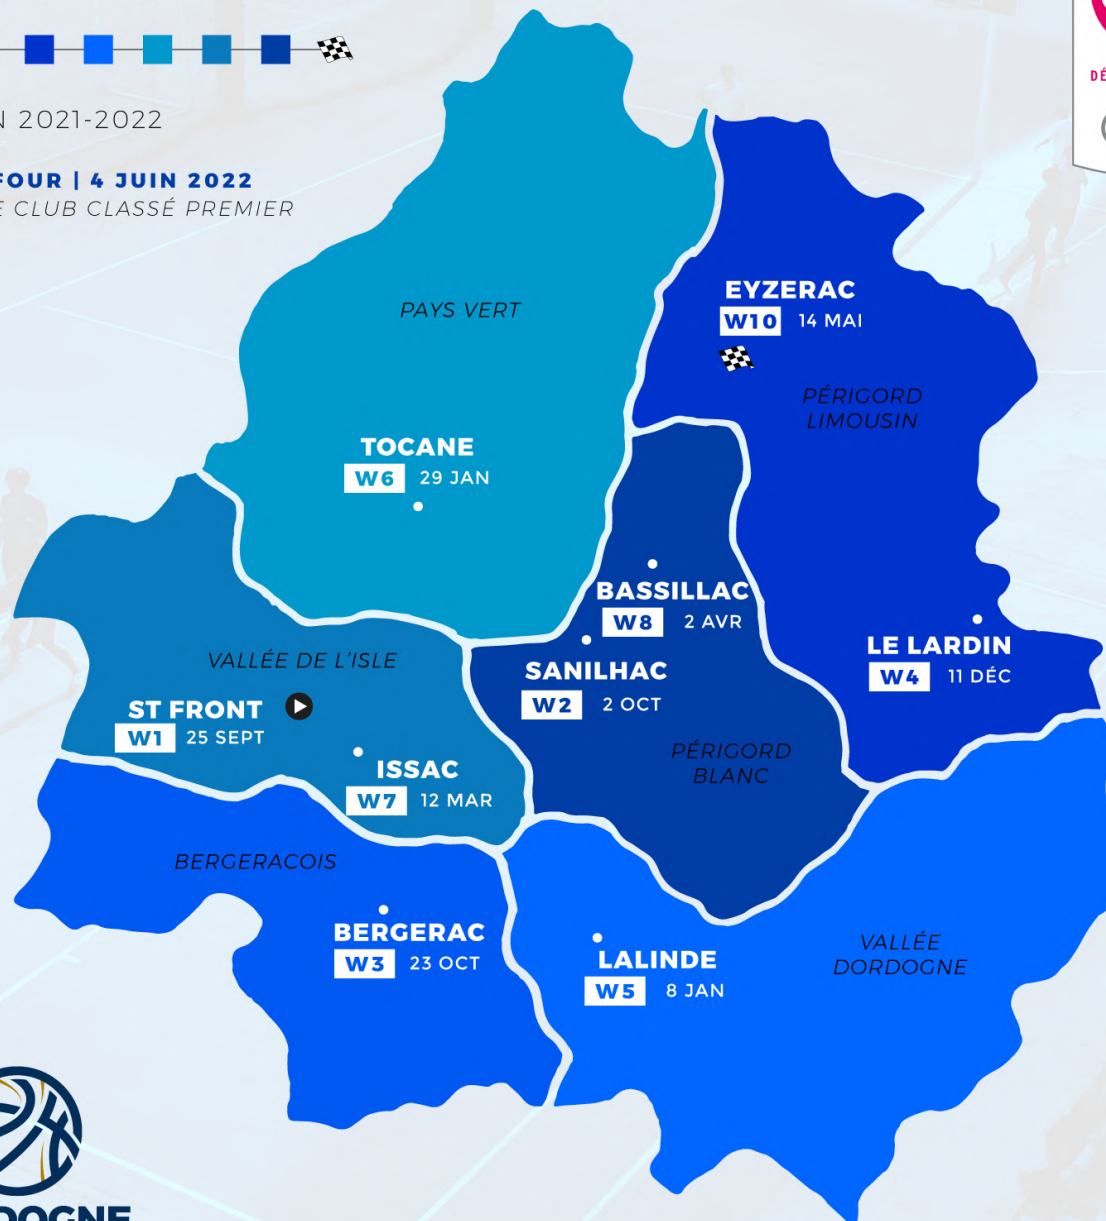 N 2021-2022
FOUR | 4 JUIN 2022
E CLUB CLASSÉ PREMIER
DÉ
PAYS VERT
EYZERAC
W10 14 MAI
PÉRIGORD
LIMOUSIN
TOCANE
W6 29 JAN
BASSILLAC
W8 2 AVR
SANILHAC
W2 2 OCT
LE LARDIN
W4 11 DÉC
VALLÉE DE L'ISLE
ST FRONT
W1 25 SEPT
ISSAC
W7 12 MAR
PÉRIGORD
BLANC
BERGERACOIS
BERGERAC
W3 23 OCT
LALINDE
W5 8 JAN
VALLÉE
DORDOGNE
DOGNE